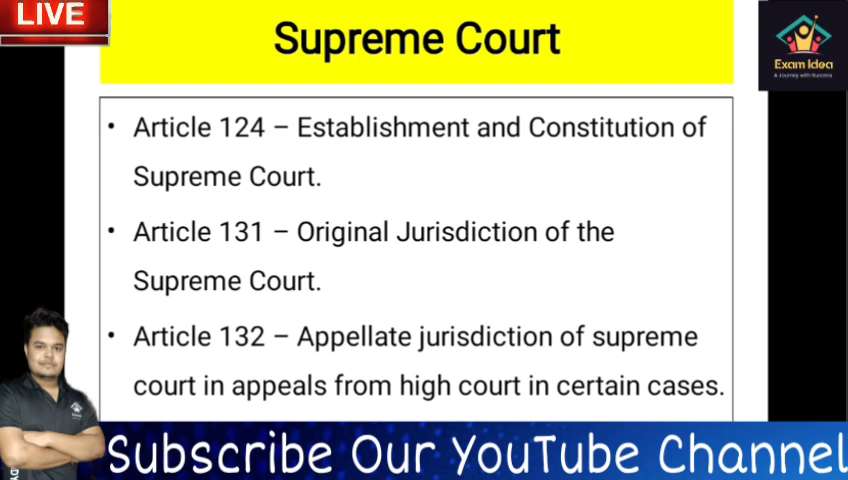 LIVE
Supreme Court
Exam Idea
A Journey with Success
• Article 124 – Establishment and Constitution of
Supreme Court.
• Article 131 – Original Jurisdiction of the
Supreme Court.
• Article 132 – Appellate jurisdiction of supreme
court in appeals from high court in certain cases.
Subscribe Our YouTube Channel